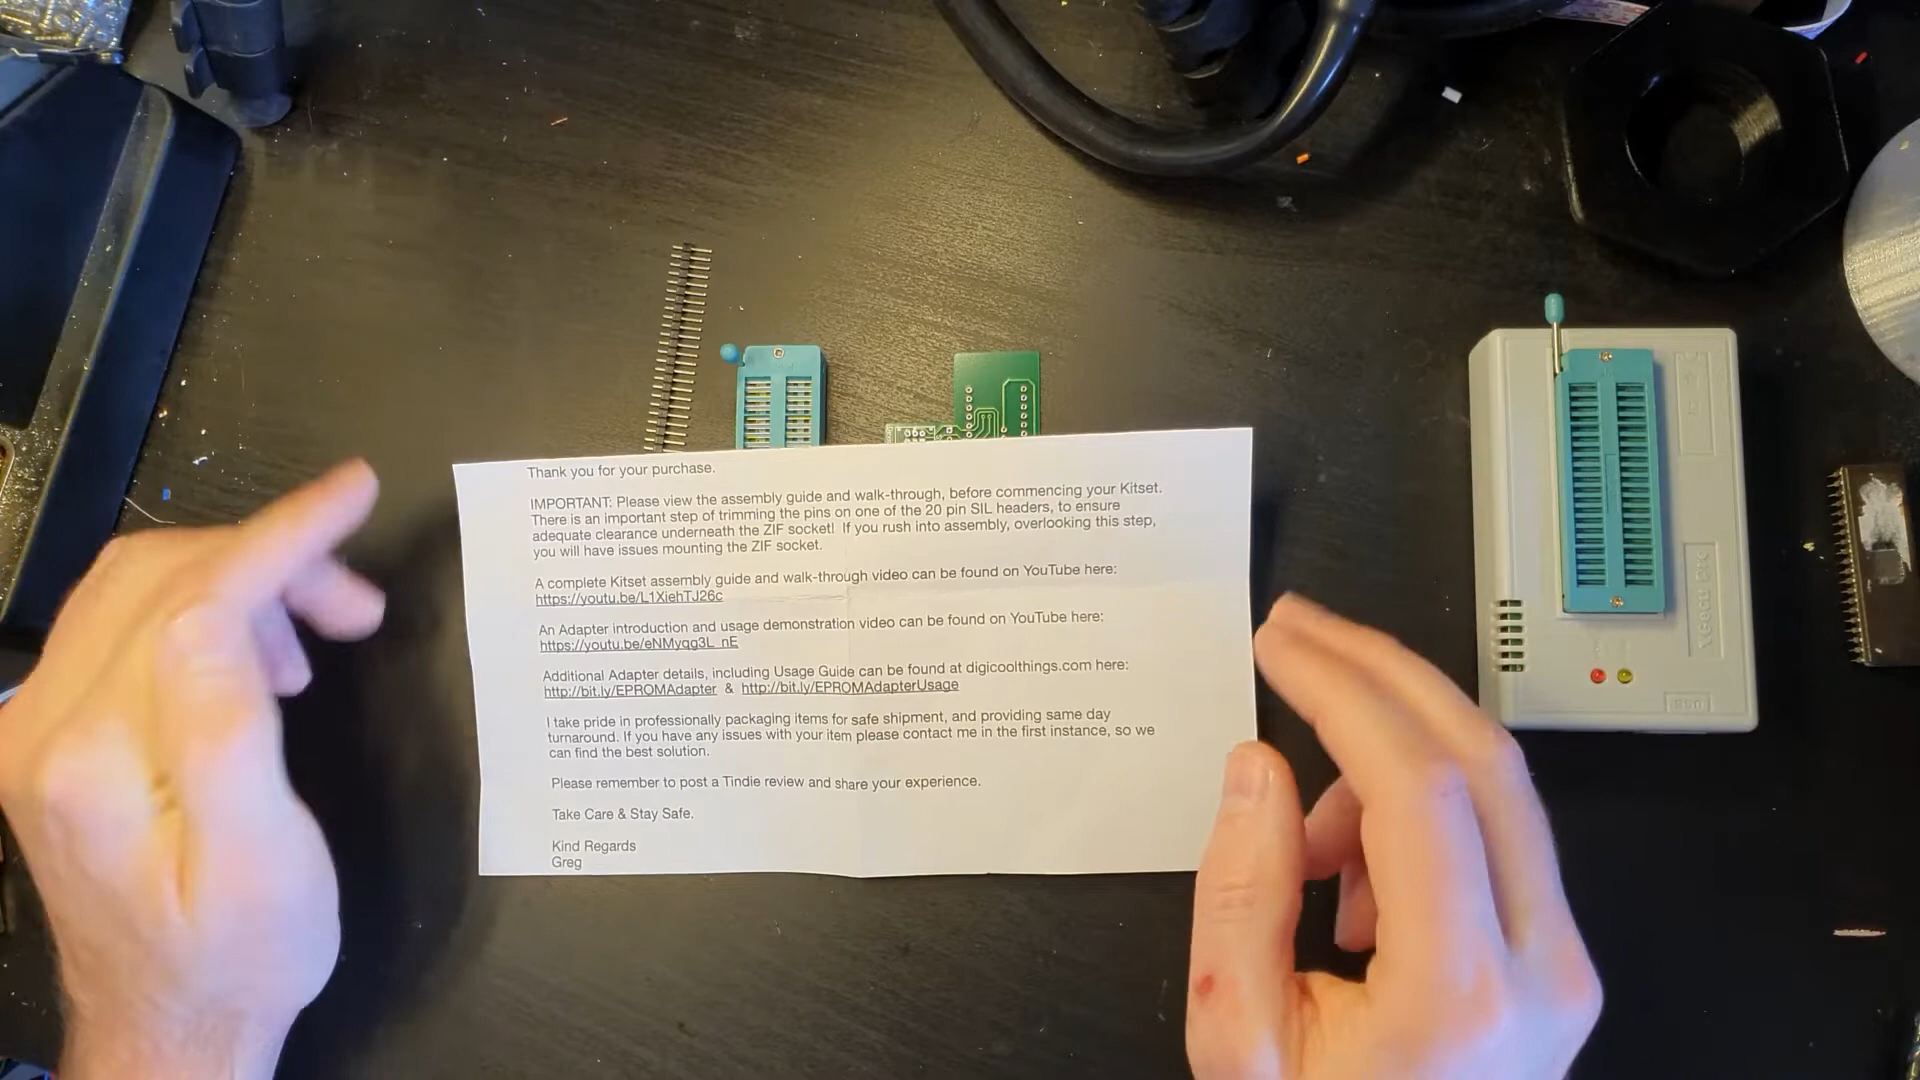 Thank you for your purchase.
IMPORTANT: Please view the assembly guide and walk-through, before commencing your Kitset.
There is an important step of trimming the pins on one of the 20 pin SIL headers, to ensure
adequate clearance underneath the ZIF socket! If you rush into assembly, overlooking this step,
you will have issues mounting the ZIF socket.
A complete Kitset assembly guide and walk-through video can be found on YouTube here:
https://youtu.be/L1XiehTJ26c
An Adapter introduction and usage demonstration video can be found on YouTube here:
https://youtu.be/eNMyqg3L_nE
Additional Adapter details, including Usage Guide can be found at digicoolthings.com here:
http://bit.ly/EPROMAdapter & http://bit.ly/EPROMAdapterUsage
I take pride in professionally packaging items for safe shipment, and providing same day
turnaround. If you have any issues with your item please contact me in the first instance, so we
can find the best solution.
Please remember to post a Tindie review and share your experience.
Take Care & Stay Safe.
Kind Regards
Greg